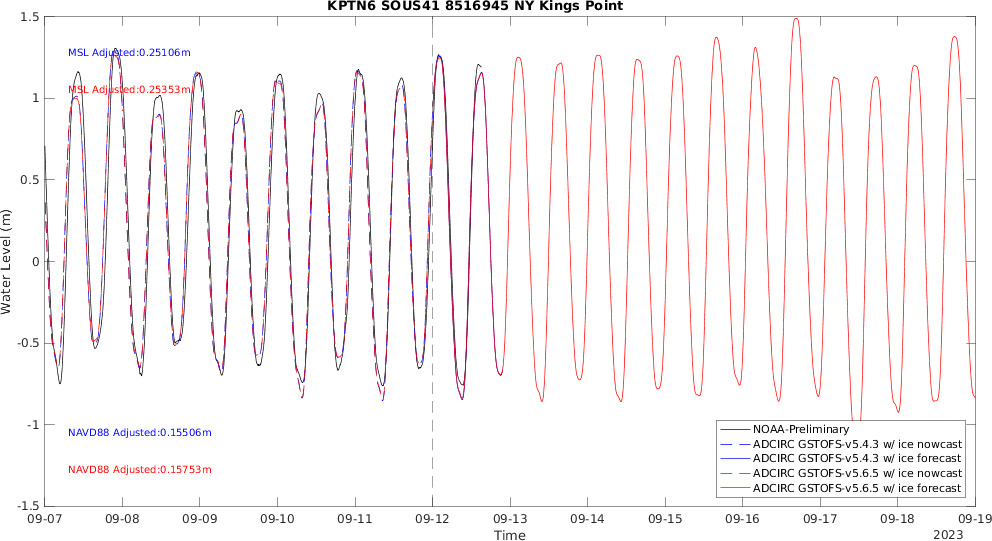 KPTN6 SOUS41 8516945 NY Kings Point
1.5
1
0.5
0
-0.5
-1
-1.5
Water Level (m)
MSL Adjusted:0.25106m
MSL Adjusted:0.25353m
NAVD88 Adjusted:0.15506m
NAVD88 Adjusted:0.15753m
NOAA-Preliminary
ADCIRC GSTOFS-v5.4.3 w/ ice nowcast
ADCIRC GSTOFS-v5.4.3 w/ ice forecast
ADCIRC GSTOFS-v5.6.5 w/ ice nowcast
ADCIRC GSTOFS-v5.6.5 w/ ice forecast
09-07 09-08 09-09 09-10 09-11 09-12 09-13 09-14 09-15 09-16 09-17 09-18 09-19
Time
2023